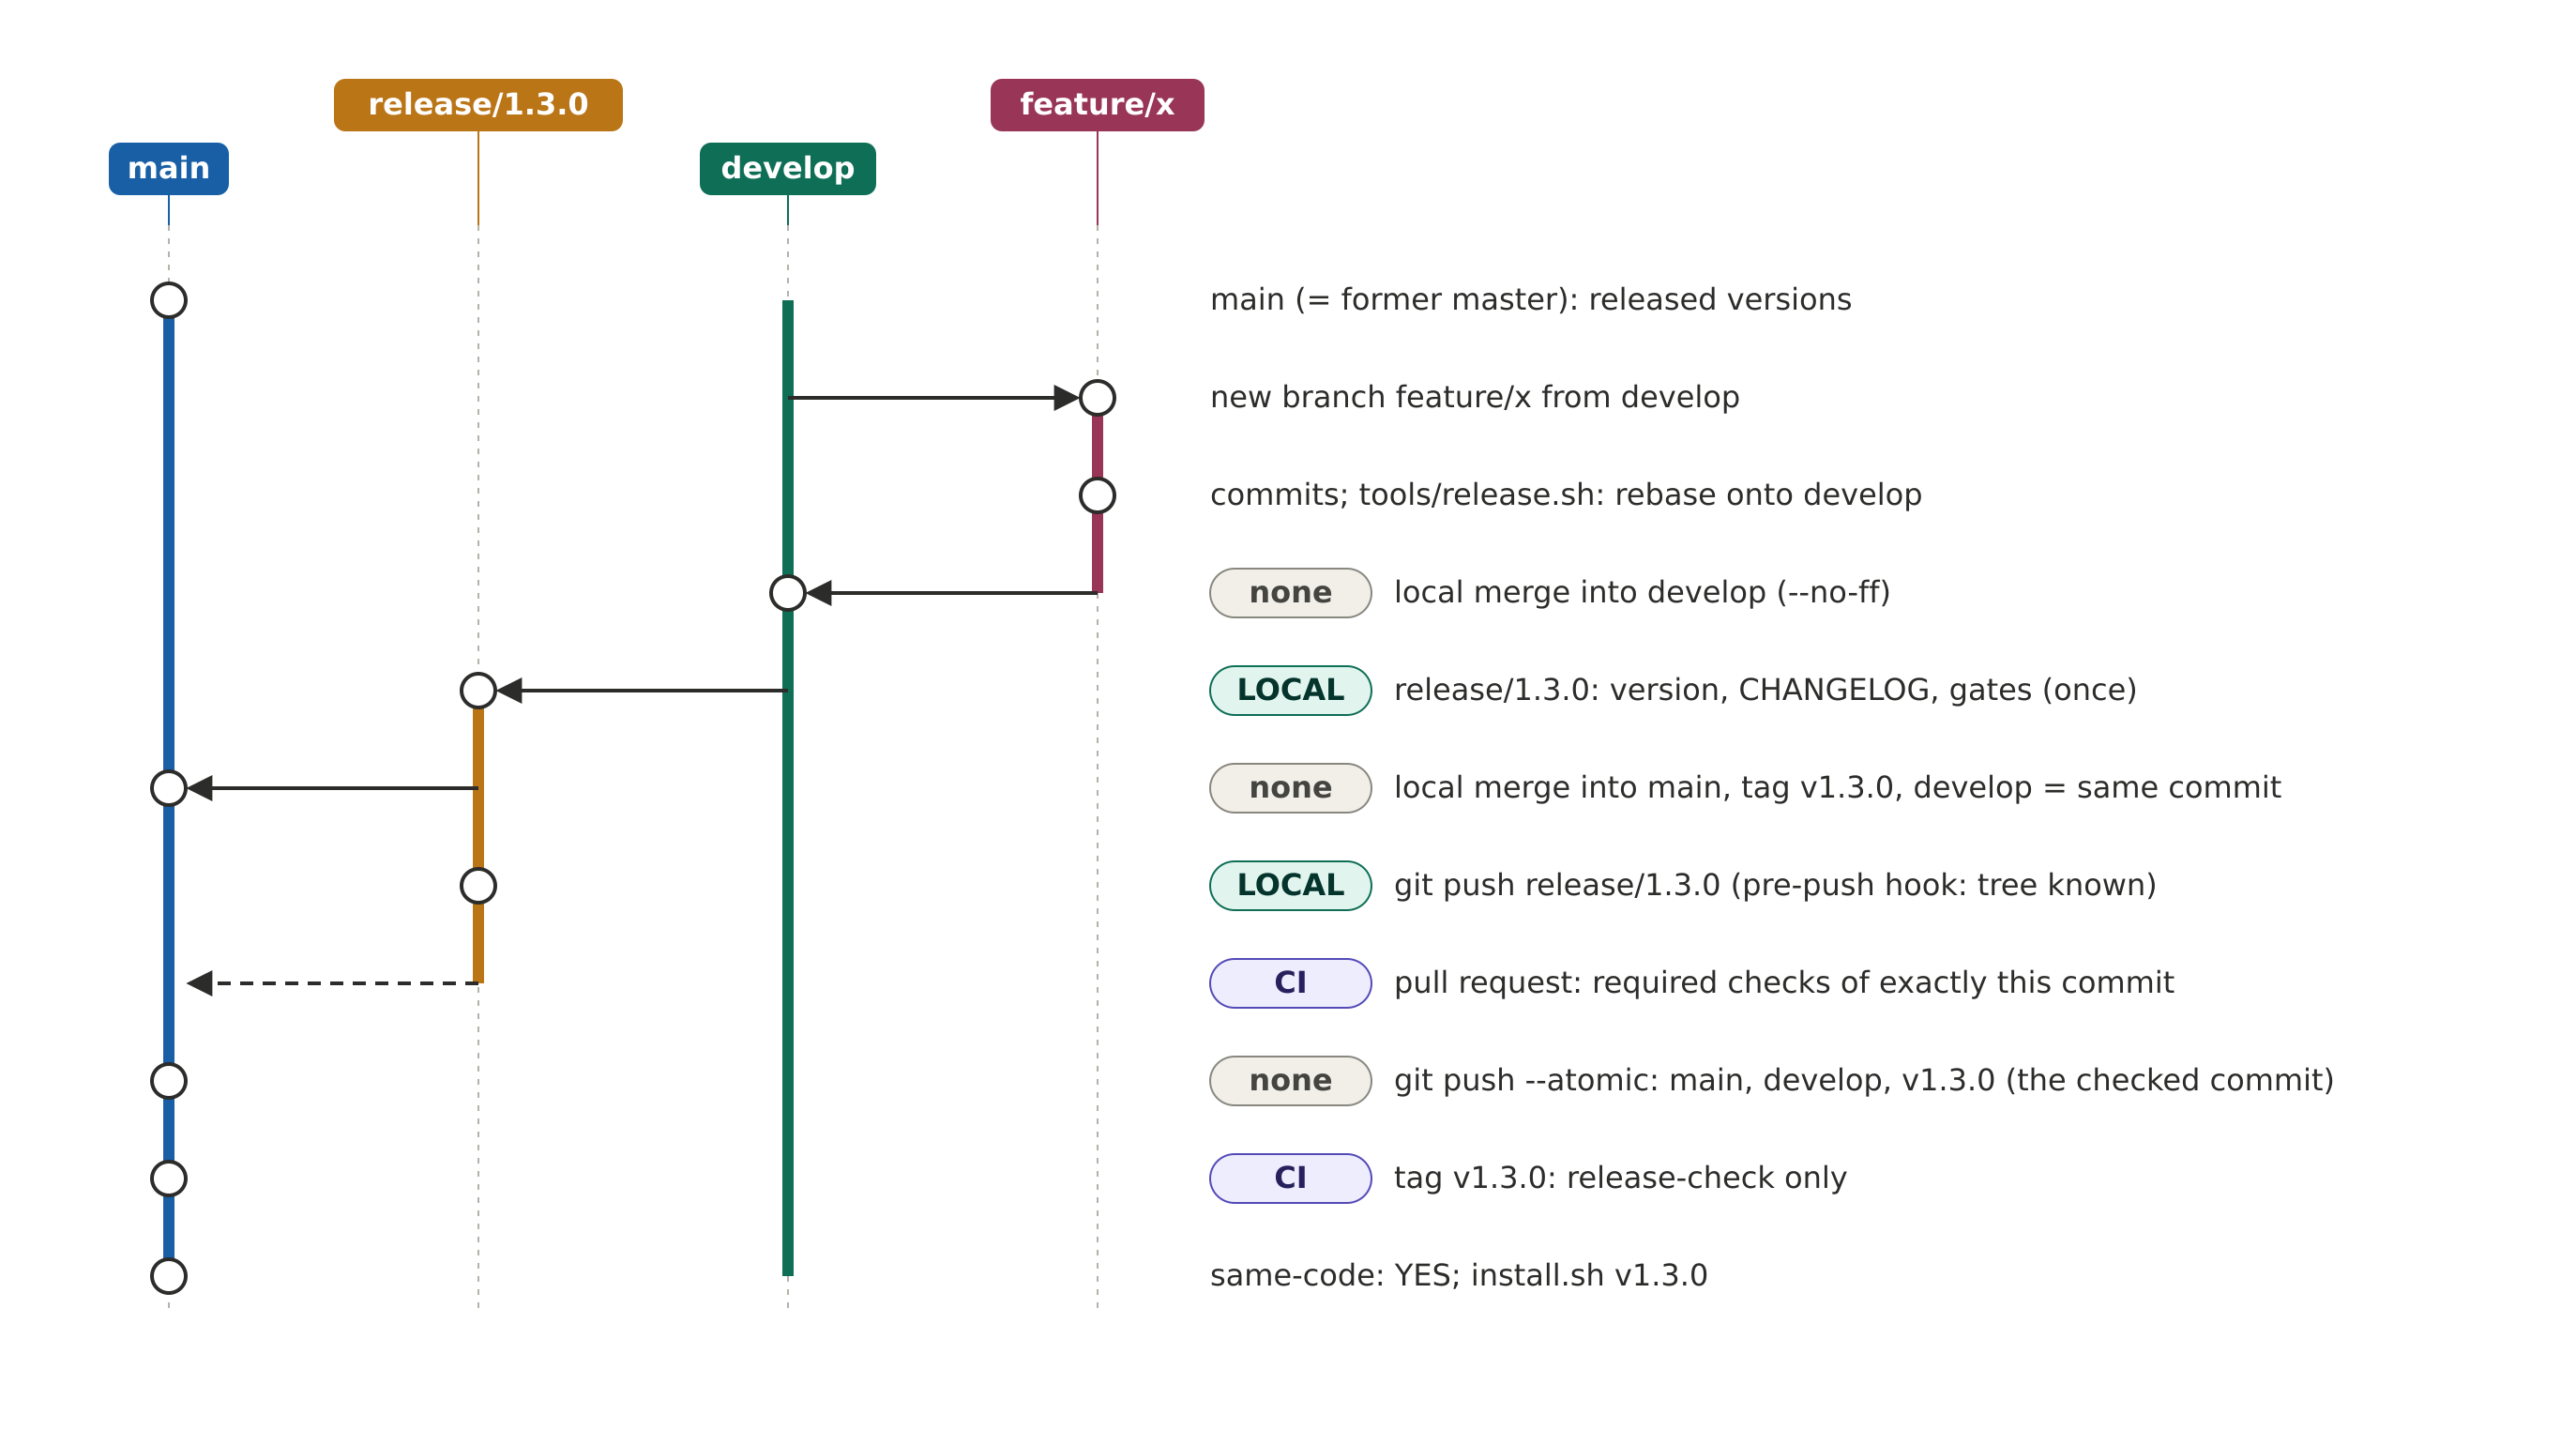 release/1.3.0
feature/x
main
develop
main (= former master): released versions
new branch feature/x from develop
commits; tools/release.sh: rebase onto develop
none local merge into develop (--no-ff)
LOCAL release/1.3.0: version, CHANGELOG, gates (once)
none local merge into main, tag v1.3.0, develop = same commit
LOCAL git push release/1.3.0 (pre-push hook: tree known)
CI pull request: required checks of exactly this commit
none git push --atomic: main, develop, v1.3.0 (the checked commit)
CI tag v1.3.0: release-check only
same-code: YES; install.sh v1.3.0